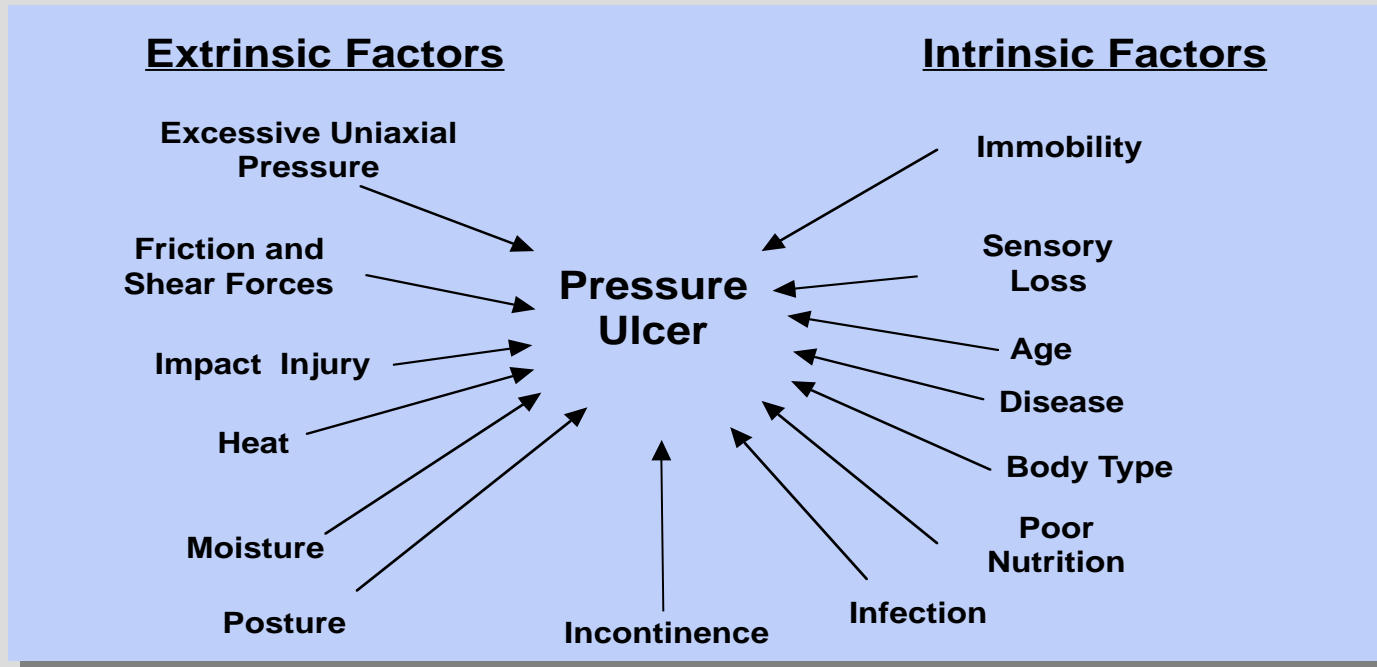 Extrinsic Factors
Intrinsic Factors
Excessive Uniaxial
Pressure
Friction and
Shear Forces
Impact Injury
Heat
Moisture
Posture
Pressure
Ulcer
Incontinence
Immobility
Sensory
Loss
Age
Disease
Body Type
Poor
Nutrition
Infection